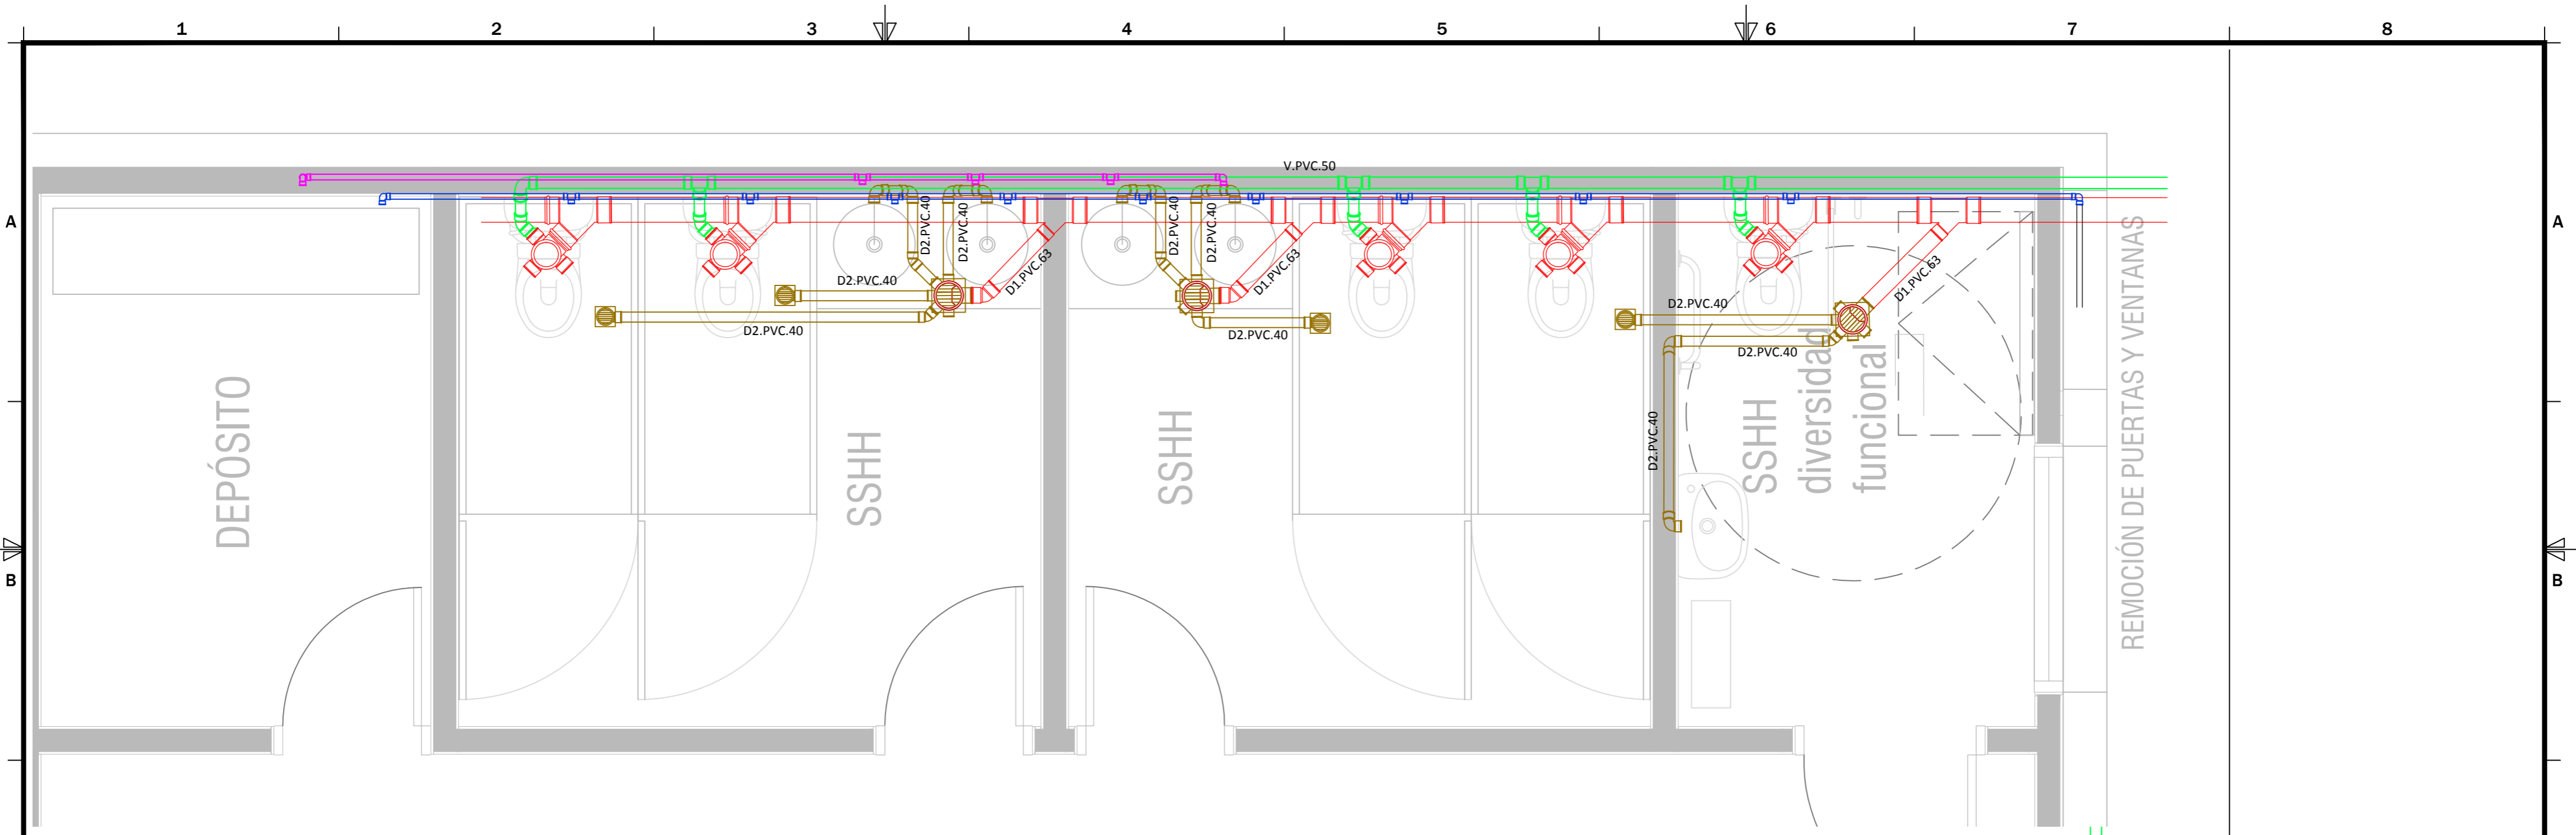 1
2
3
4
5
6
7
8
A
A
B
B
V.PVC.50
D2.PVC.40
D2.PVC.40
D2.PVC.40
D2.PVC.40
D1.PVC.63
D1.PVC.63
D1.PVC.63
D2.PVC.40
D2.PVC.40
D2.PVC.40
D2.PVC.40
D2.PVC.40
D2.PVC.40
DEPÓSITO
SSHH
SSHH
SSHH
diversidad
funcional
REMOCIÓN DE PUERTAS Y VENTANAS